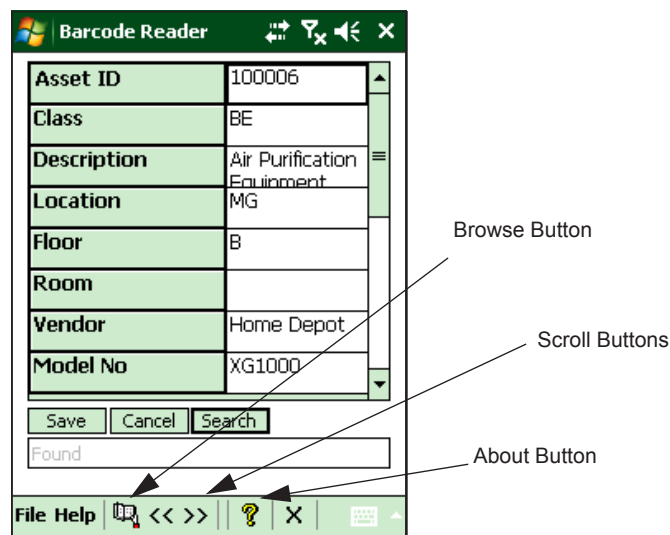 Barcode Reader
Asset ID 100006
Class BE
Description Air Purification
Equipment
Location MG
Floor B
Room
Vendor Home Depot
Model No XG1000
Save Cancel Search
Found
File Help << >> ? X
Browse Button
Scroll Buttons
About Button